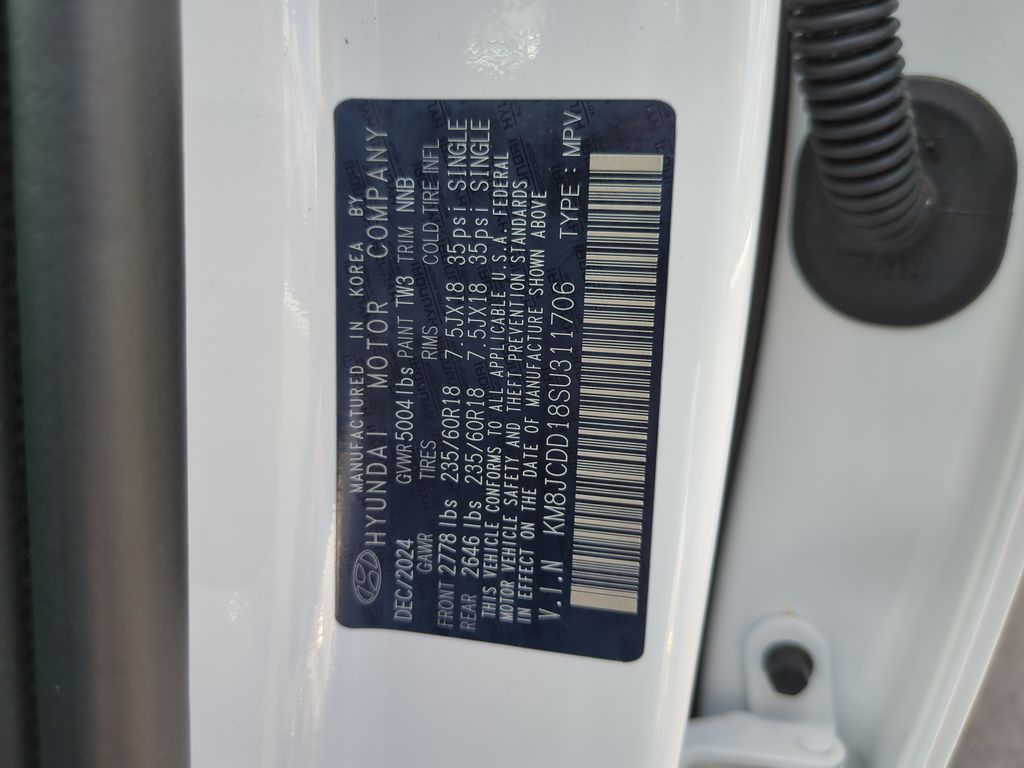 MANUFACTURED IN KOREA BY
HYUNDAI MOTOR COMPANY
DEC/2024 GVWR 5004 lbs PAINT TW3 TRIM NNB
GAWR TIRES RIMS COLD TIRE INFL
FRONT 2778 lbs 235/60R18 7.5JX18 35psi SINGLE
REAR 2646 lbs 235/60R18 7.5JX18 35psi SINGLE
THIS VEHICLE CONFORMS TO ALL APPLICABLE U.S.A. FEDERAL
MOTOR VEHICLE SAFETY AND THEFT PREVENTION STANDARDS
IN EFFECT ON THE DATE OF MANUFACTURE SHOWN ABOVE
V.I.N KM8JCDD18SU311706 TYPE : MPV